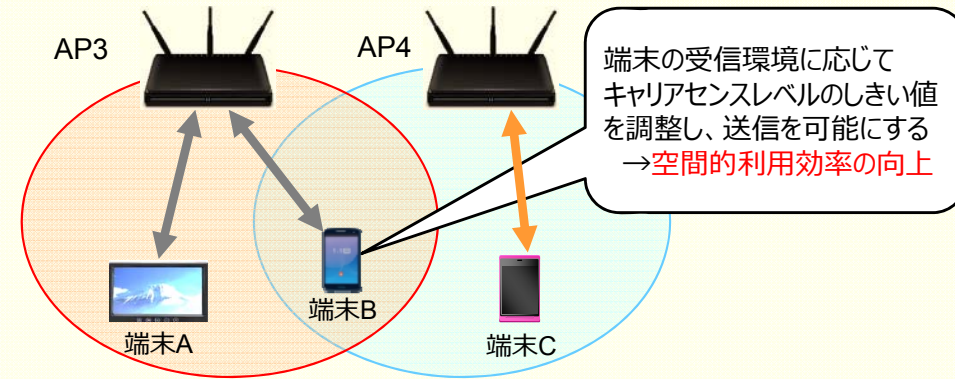 AP3
AP4
端末の受信環境に応じて
キャリアセンスレベルのしきい値
を調整し、送信を可能にする
→空間的利用効率の向上
端末A
端末B
端末C